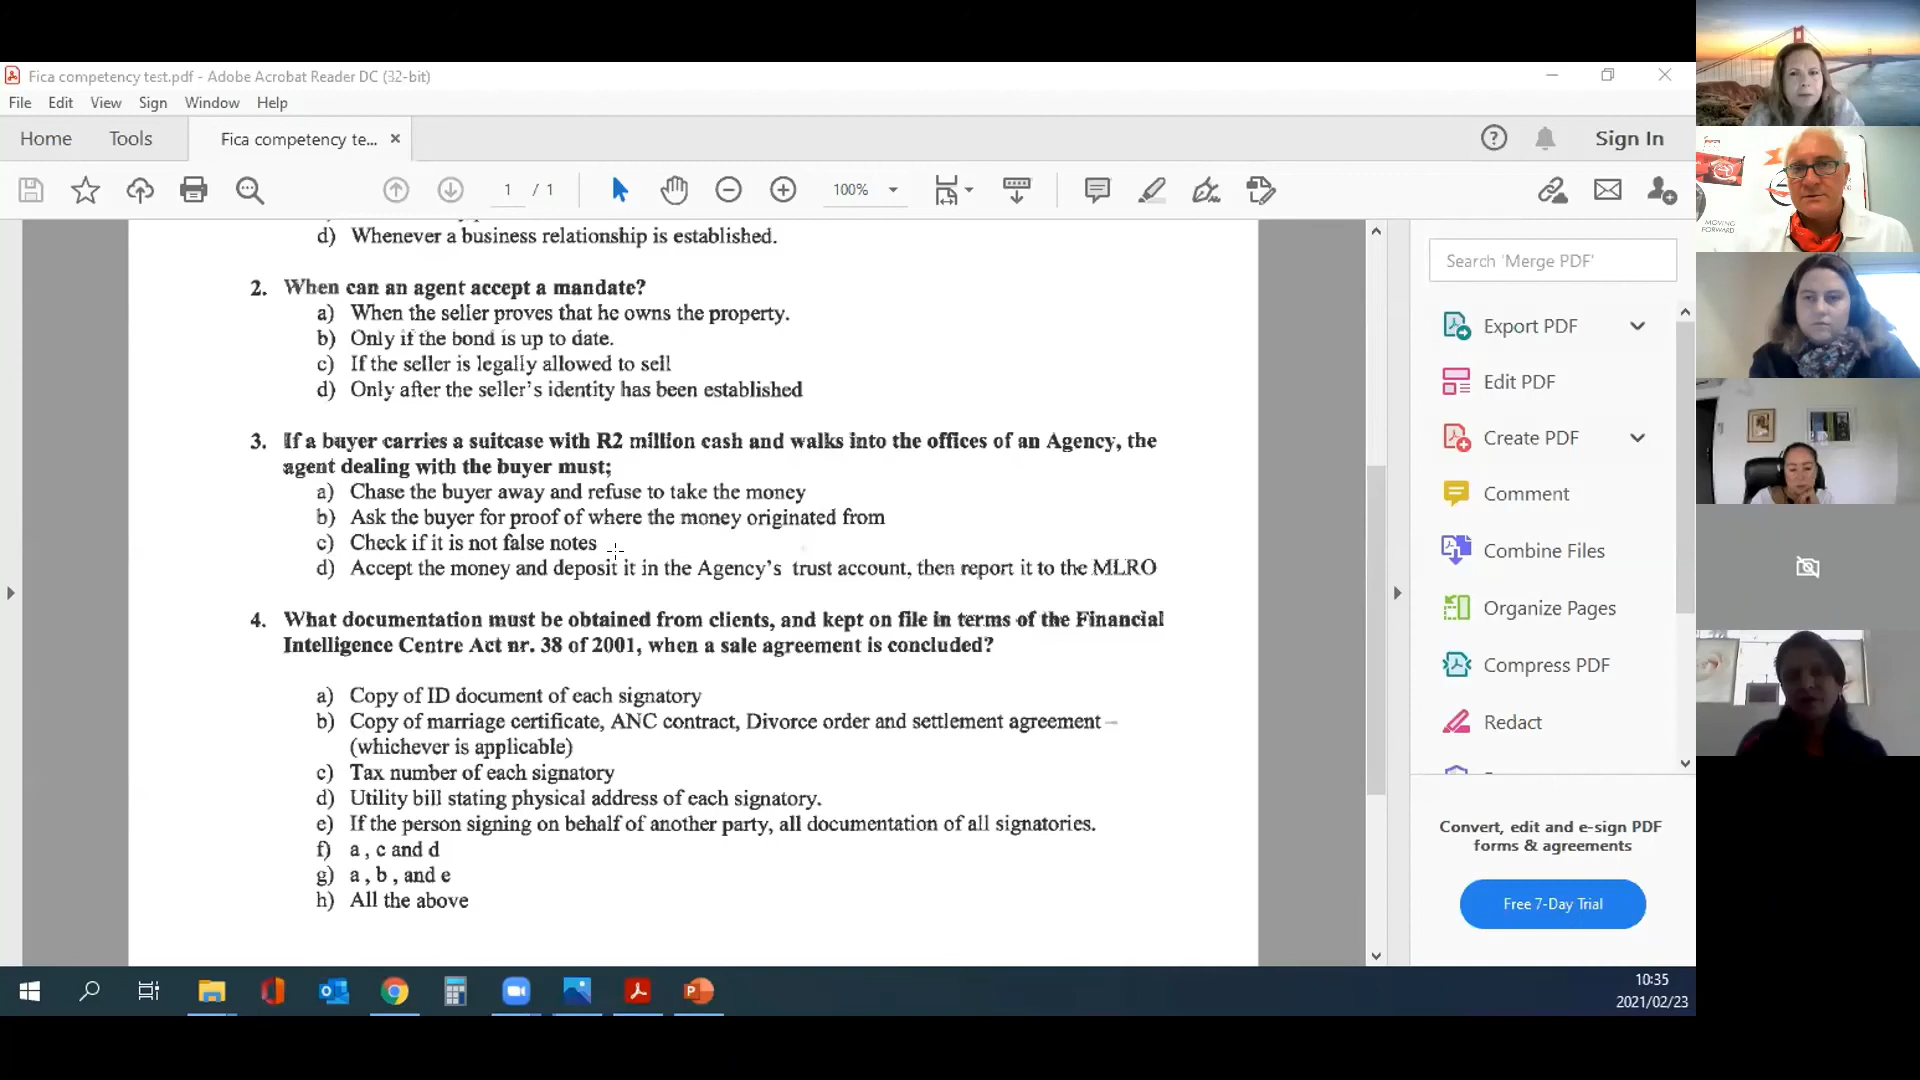 Fica competency test.pdf - Adobe Acrobat Reader DC (32-bit)
File Edit View Sign Window Help
Home Tools Fica competency te... ×
Sign In
1 / 1
100%
d) Whenever a business relationship is established.
2. When can an agent accept a mandate?
a) When the seller proves that he owns the property.
b) Only if the bond is up to date.
c) If the seller is legally allowed to sell
d) Only after the seller's identity has been established
3. If a buyer carries a suitcase with R2 million cash and walks into the offices of an Agency, the
agent dealing with the buyer must;
a) Chase the buyer away and refuse to take the money
b) Ask the buyer for proof of where the money originated from
c) Check if it is not false notes
d) Accept the money and deposit it in the Agency's trust account, then report it to the MLRO
4. What documentation must be obtained from clients, and kept on file in terms of the Financial
Intelligence Centre Act nr. 38 of 2001, when a sale agreement is concluded?
a) Copy of ID document of each signatory
b) Copy of marriage certificate, ANC contract, Divorce order and settlement agreement –
(whichever is applicable)
c) Tax number of each signatory
d) Utility bill stating physical address of each signatory.
e) If the person signing on behalf of another party, all documentation of all signatories.
f) a , c and d
g) a , b , and e
h) All the above
Search 'Merge PDF'
Export PDF
Edit PDF
Create PDF
Comment
Combine Files
Organize Pages
Compress PDF
Redact
Convert, edit and e-sign PDF
forms & agreements
Free 7-Day Trial
10:35
2021/02/23
MOVING
FORWARD